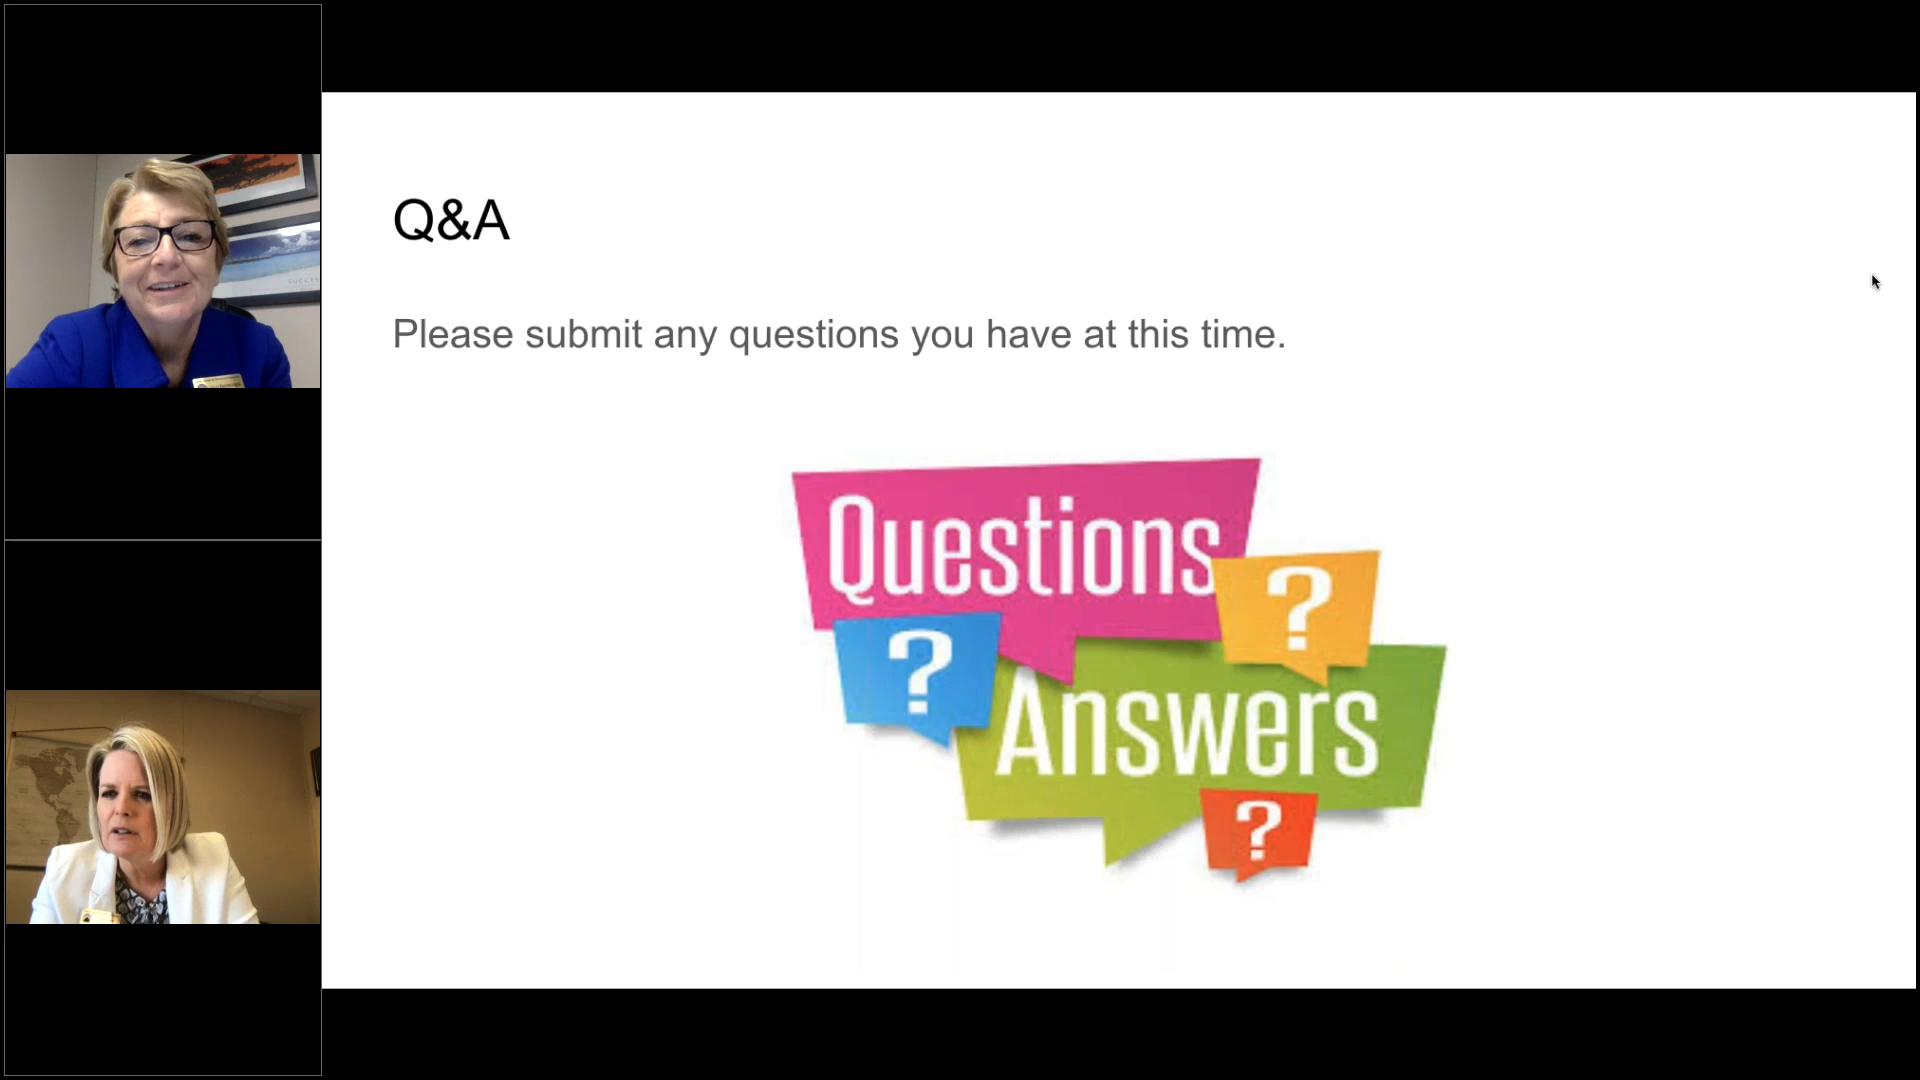 Q&A
Please submit any questions you have at this time.
Questions
?
?
Answers
?